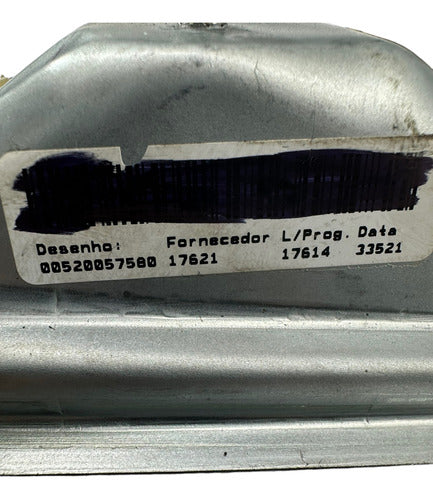 Desenho: Fornecedor L/Prog. Data
00520057580 17621 17614 33521